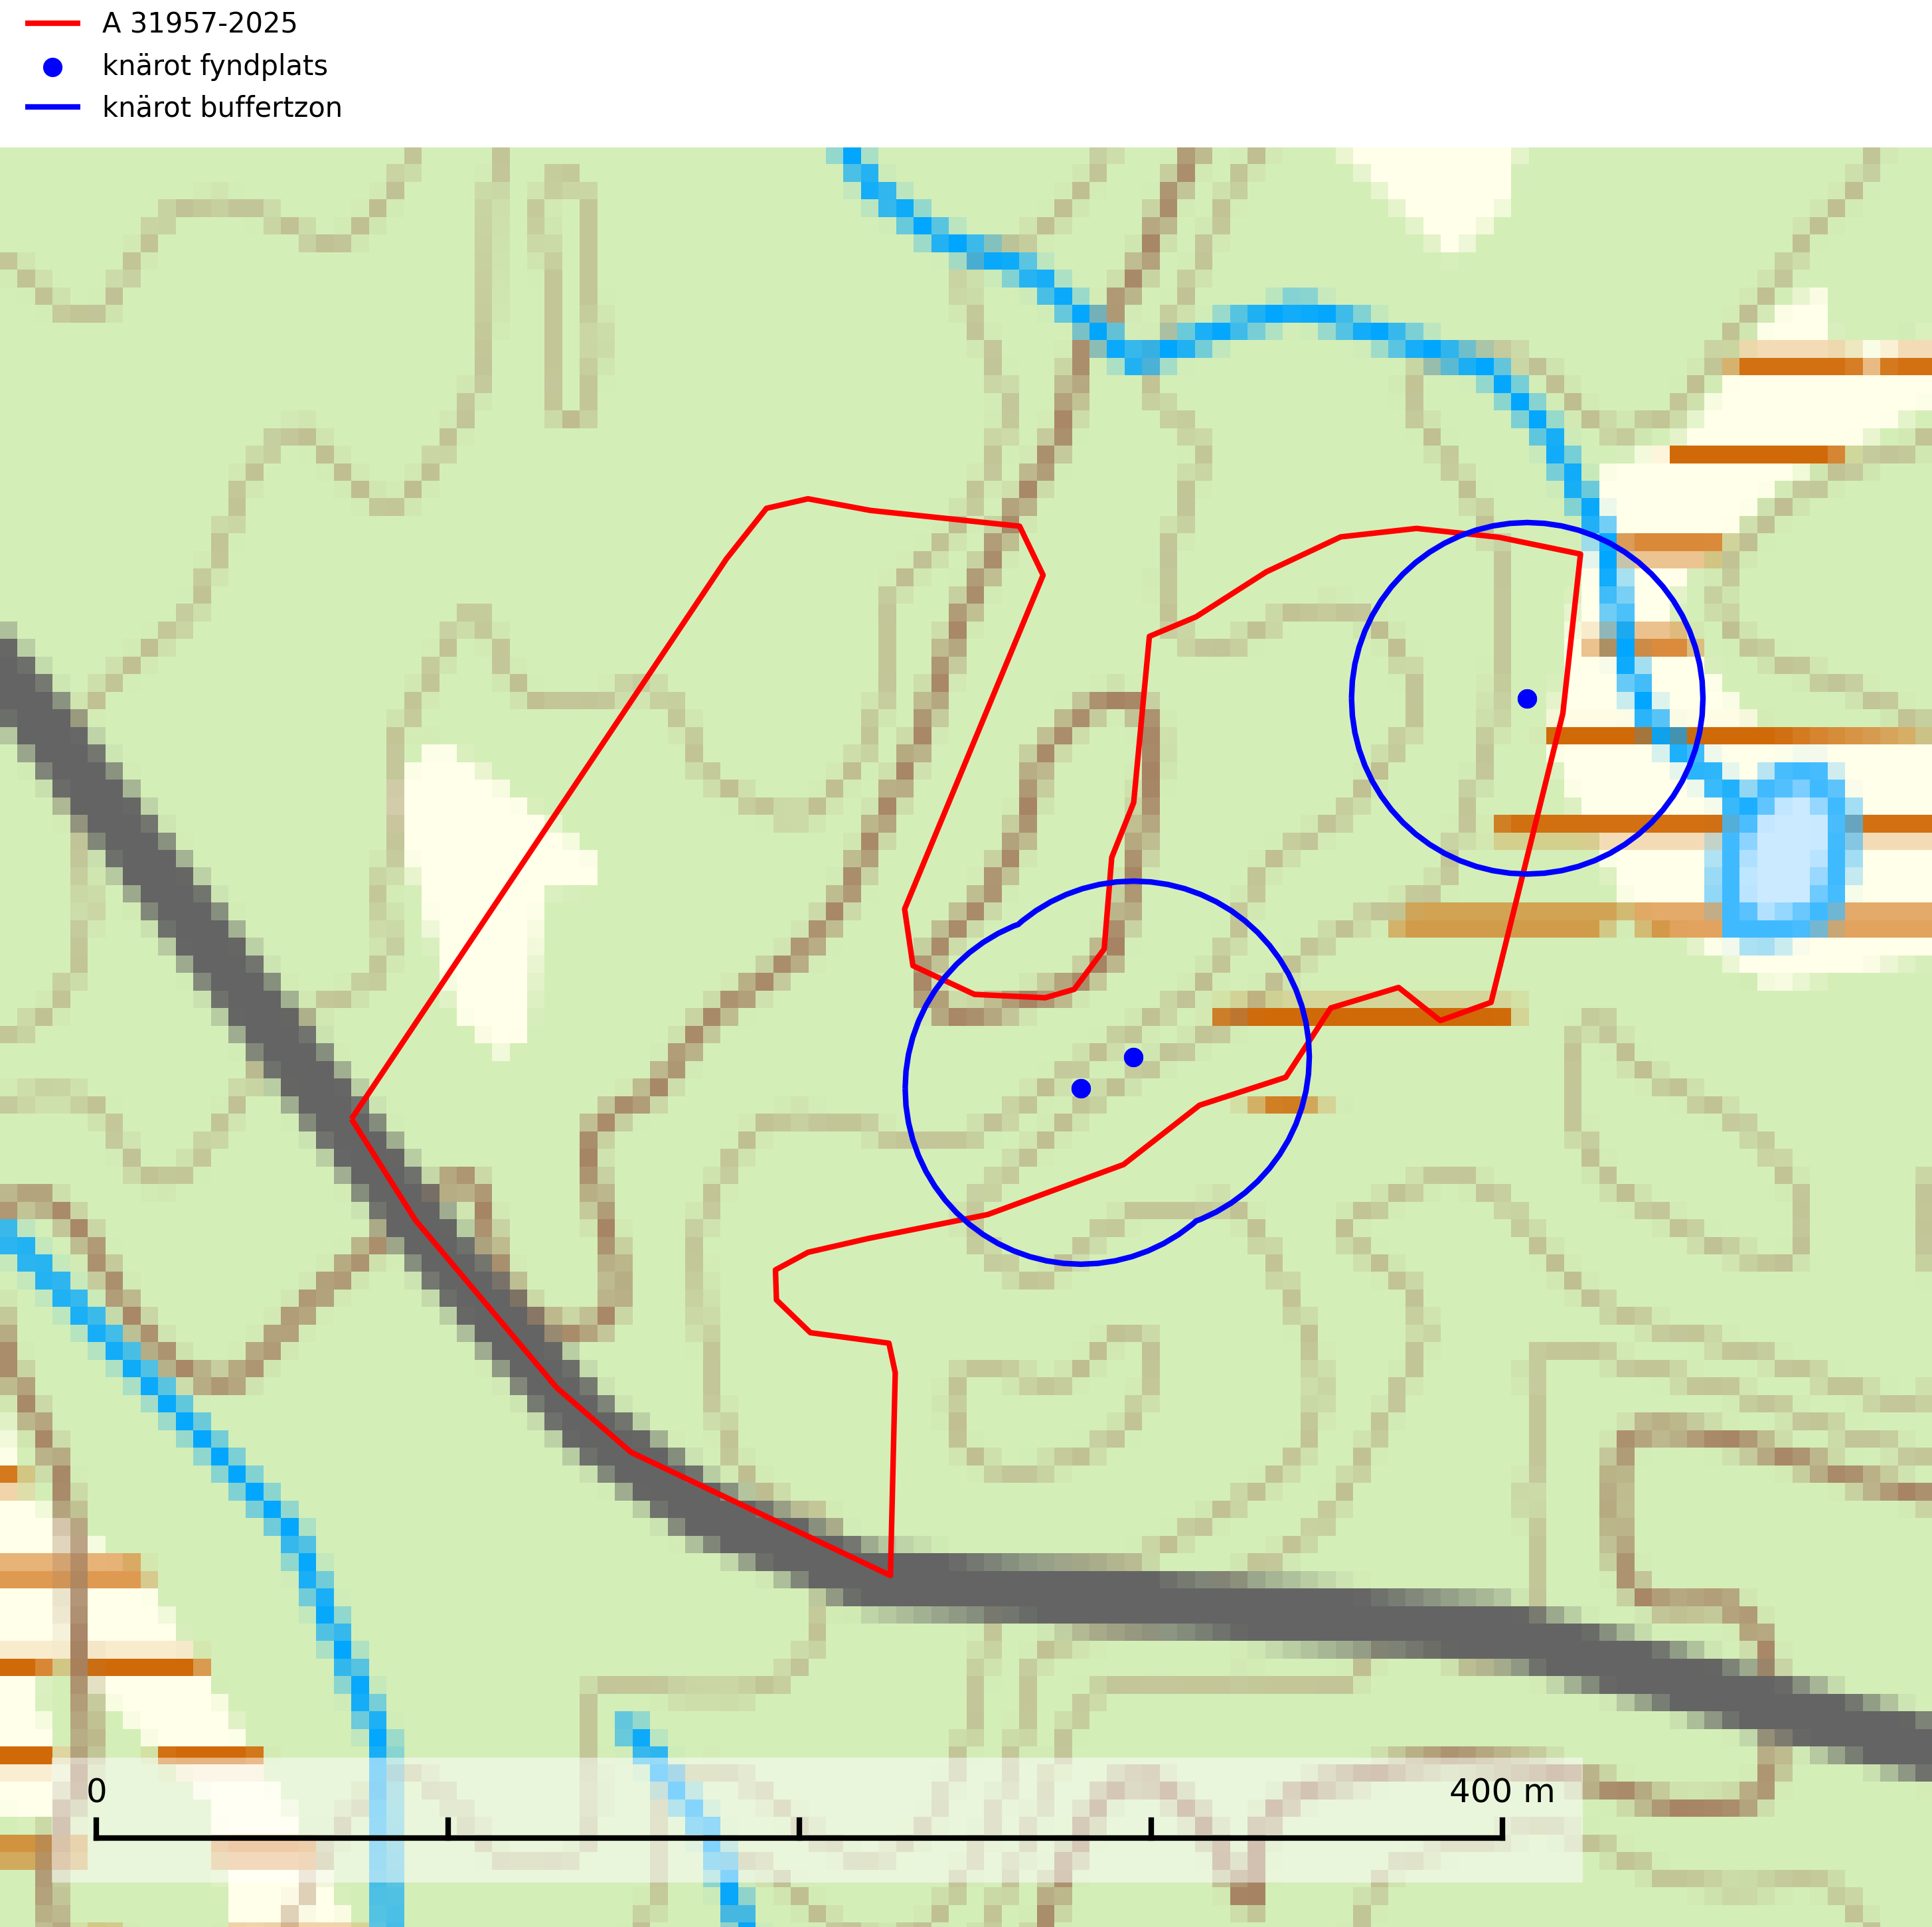 A 31957-2025
knärot fyndplats
knärot buffertzon
0
400 m